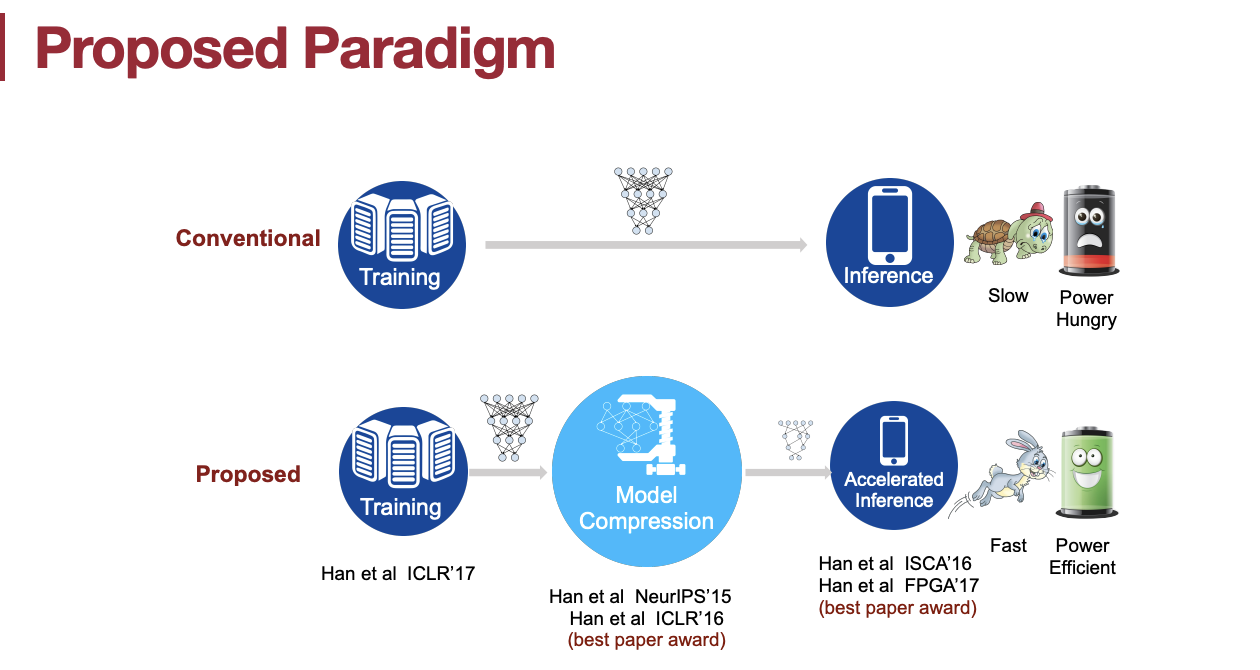 Proposed Paradigm
Conventional
Training
Inference
Slow
Power
Hungry
Proposed
Training
Model
Compression
Accelerated
Inference
Fast
Power
Efficient
Han et al  ICLR’17
Han et al  NeurIPS’15
Han et al  ICLR’16
(best paper award)
Han et al  ISCA’16
Han et al  FPGA’17
(best paper award)